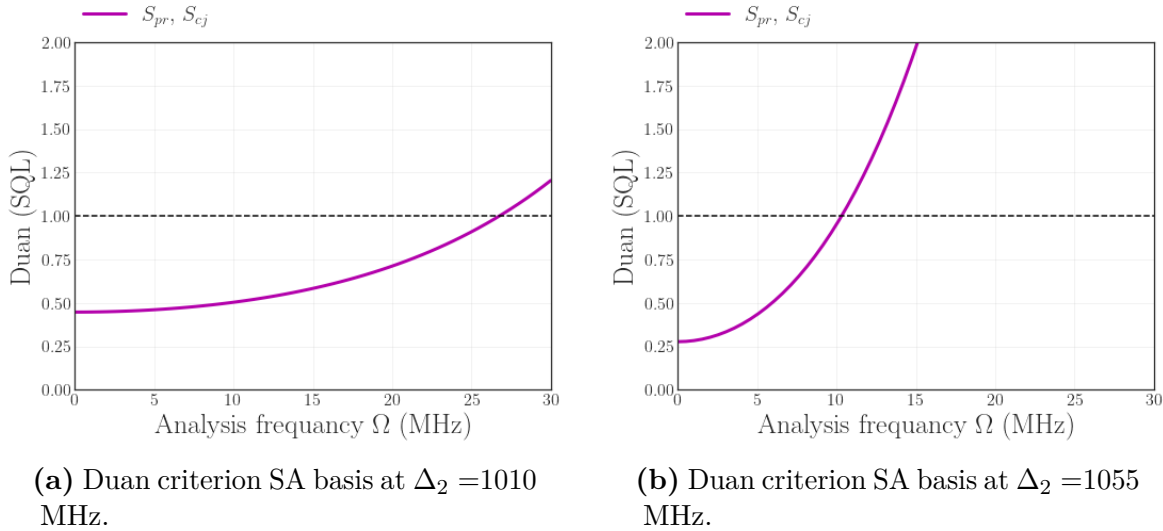 S_pr, S_cj
2.00
1.75
1.50
1.25
1.00
0.75
0.50
0.25
0.00
Duan (SQL)
0 5 10 15 20 25 30
Analysis frequancy Ω (MHz)
(a) Duan criterion SA basis at Δ₂ =1010
MHz.
S_pr, S_cj
2.00
1.75
1.50
1.25
1.00
0.75
0.50
0.25
0.00
Duan (SQL)
0 5 10 15 20 25 30
Analysis frequancy Ω (MHz)
(b) Duan criterion SA basis at Δ₂ =1055
MHz.